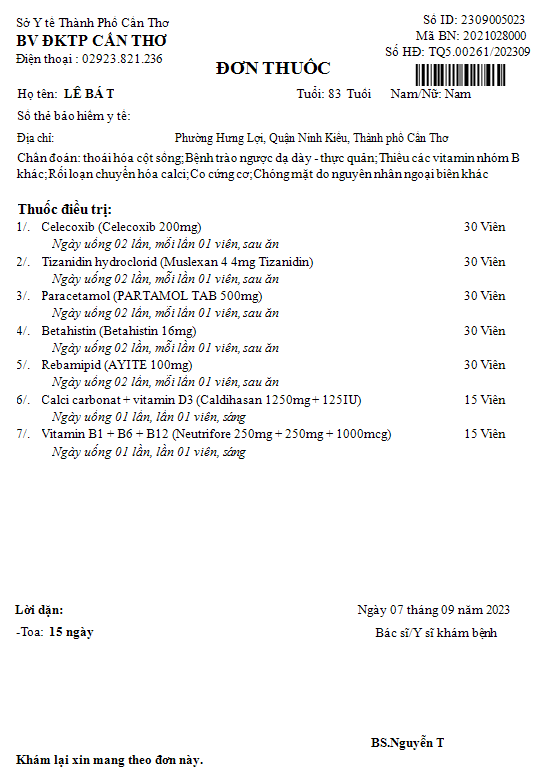 Sở Y tế Thành Phố Cần Thơ
BV ĐKTP CẦN THƠ
Điện thoại : 02923.821.236
Số ID: 2309005023
Mã BN: 2021028000
Số HĐ: TQ5.00261/202309
ĐƠN THUỐC
Họ tên: LÊ BÁ T Tuổi: 83 Tuổi Nam/Nữ: Nam
Số thẻ bảo hiểm y tế:
Địa chỉ: Phường Hưng Lợi, Quận Ninh Kiều, Thành phố Cần Thơ
Chẩn đoán: thoái hóa cột sống;Bệnh trào ngược dạ dày - thực quản;Thiếu các vitamin nhóm B
khác;Rối loạn chuyển hóa calci;Co cứng cơ;Chóng mặt do nguyên nhân ngoại biên khác
Thuốc điều trị:
1/. Celecoxib (Celecoxib 200mg) 30 Viên
Ngày uống 02 lần, mỗi lần 01 viên, sau ăn
2/. Tizanidin hydroclorid (Muslexan 4 4mg Tizanidin) 30 Viên
Ngày uống 02 lần, mỗi lần 01 viên, sau ăn
3/. Paracetamol (PARTAMOL TAB 500mg) 30 Viên
Ngày uống 02 lần, mỗi lần 01 viên, sau ăn
4/. Betahistin (Betahistin 16mg) 30 Viên
Ngày uống 02 lần, mỗi lần 01 viên, sau ăn
5/. Rebamipid (AYITE 100mg) 30 Viên
Ngày uống 02 lần, mỗi lần 01 viên, sau ăn
6/. Calci carbonat + vitamin D3 (Caldihasan 1250mg + 125IU) 15 Viên
Ngày uống 01 lần, lần 01 viên, sáng
7/. Vitamin B1 + B6 + B12 (Neutrifore 250mg + 250mg + 1000mcg) 15 Viên
Ngày uống 01 lần, lần 01 viên, sáng
Lời dặn: Ngày 07 tháng 09 năm 2023
-Toa: 15 ngày Bác sĩ/Y sĩ khám bệnh
BS.Nguyễn T
Khám lại xin mang theo đơn này.